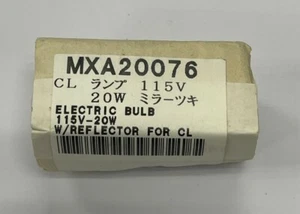 MXA20076
CL ランプ 115V
20W ミラーツキ
ELECTRIC BULB
115V-20W
W/REFLECTOR FOR CL